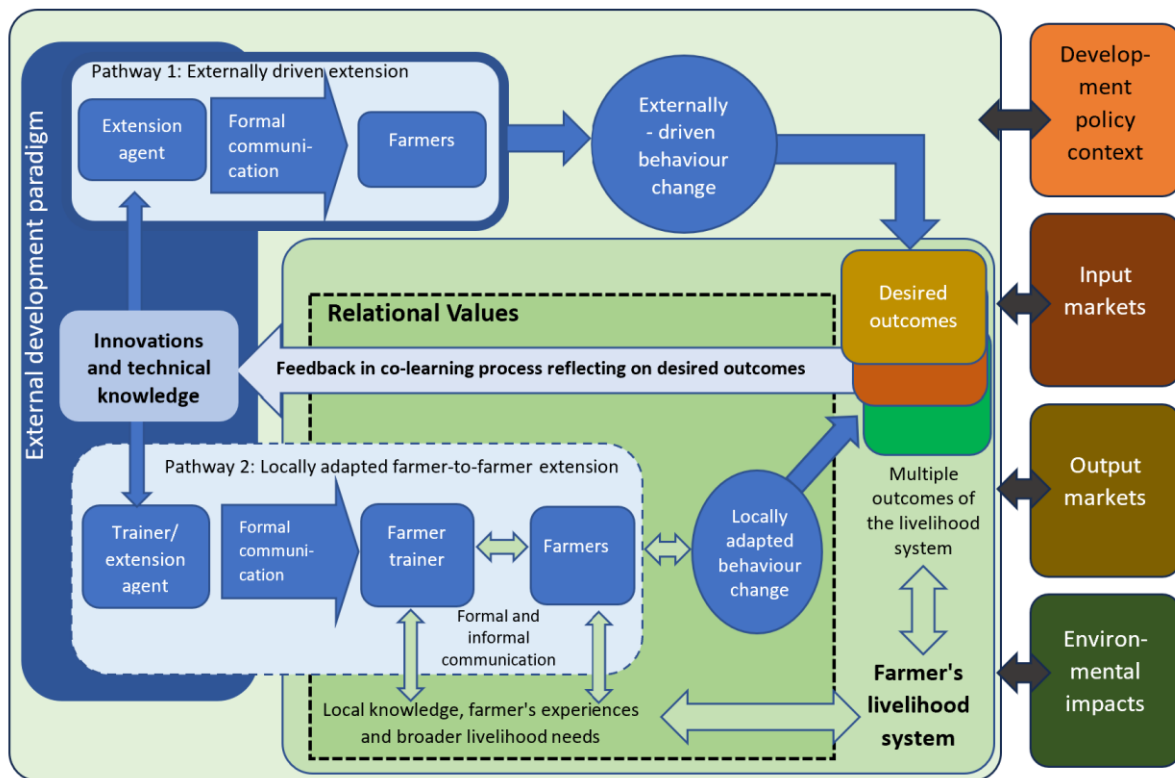 External development paradigm
Pathway 1: Externally driven extension
Extension
agent
Formal
communi-
cation
Farmers
Externally
- driven
behaviour
change
Develop-
ment
policy
context
Input
markets
Desired
outcomes
Relational Values
Innovations
and technical
knowledge
Feedback in co-learning process reflecting on desired outcomes
Pathway 2: Locally adapted farmer-to-farmer extension
Trainer/
extension
agent
Formal
communi-
cation
Farmer
trainer
Farmers
Formal and
informal
communication
Locally
adapted
behaviour
change
Multiple
outcomes of
the livelihood
system
Output
markets
Local knowledge, farmer's experiences
and broader livelihood needs
Farmer's
livelihood
system
Environ-
mental
impacts